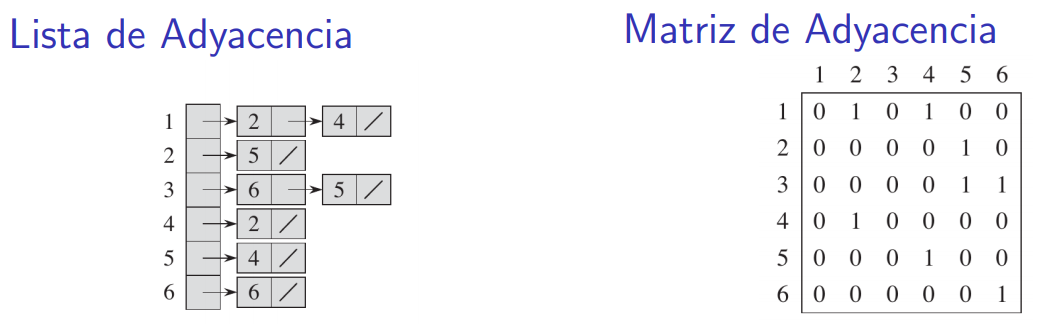 Lista de Adyacencia
1 2 4 /
2 5 /
3 6 5 /
4 2 /
5 4 /
6 6 /
Matriz de Adyacencia
1 2 3 4 5 6
1 0 1 0 1 0 0
2 0 0 0 0 1 0
3 0 0 0 0 1 1
4 0 1 0 0 0 0
5 0 0 0 1 0 0
6 0 0 0 0 0 1